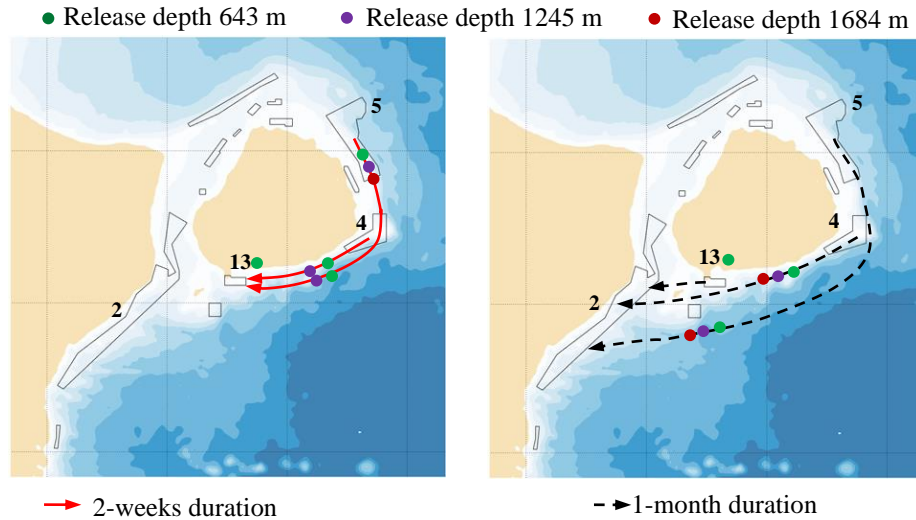 Release depth 643 m Release depth 1245 m Release depth 1684 m
5
4
13
2
5
4
13
2
2-weeks duration
1-month duration